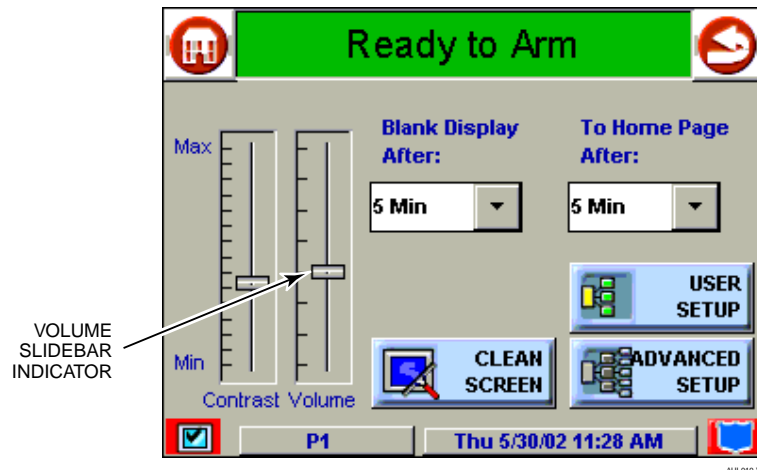 Ready to Arm
Blank Display
After:
To Home Page
After:
Max
5 Min
5 Min
USER
SETUP
VOLUME
SLIDEBAR
INDICATOR
Min
CLEAN
SCREEN
ADVANCED
SETUP
Contrast
Volume
P1
Thu 5/30/02 11:28 AM